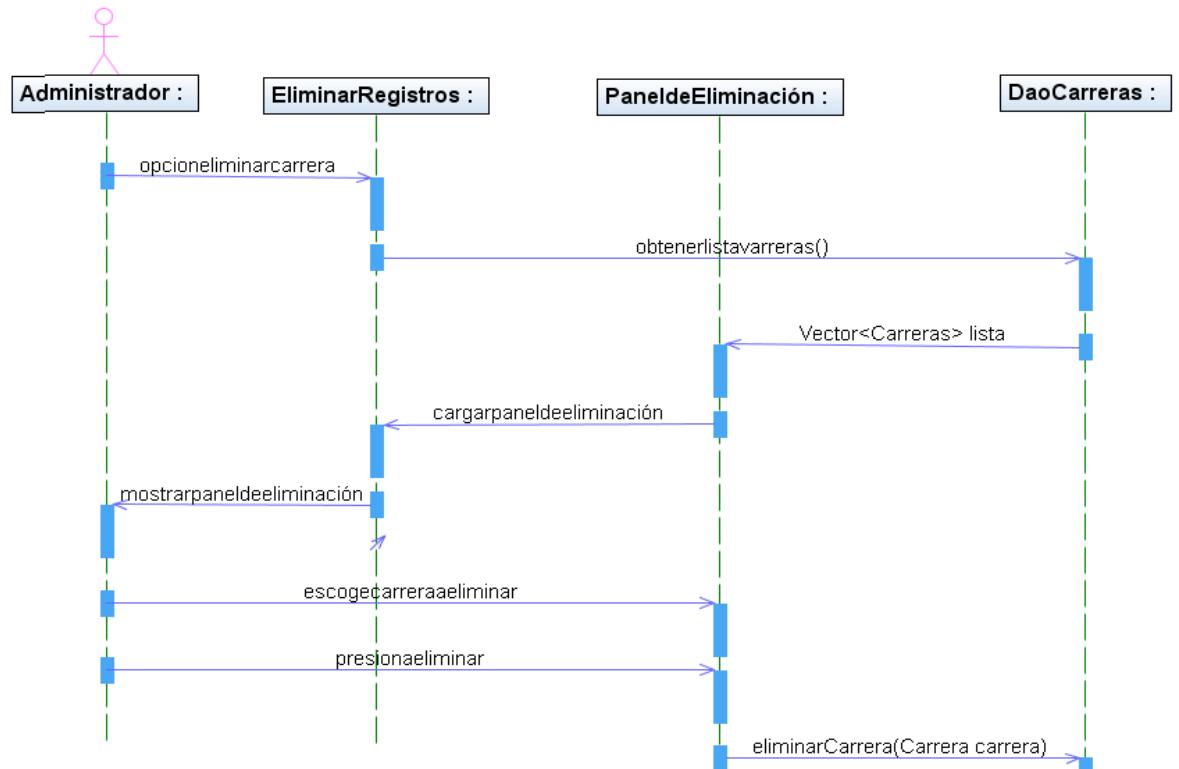 Administrador :
EliminarRegistros :
PaneldeEliminación :
DaoCarreras :
opcioneliminarcarrera
obtenerlistavarreras()
Vector<Carreras> lista
cargarpaneldeeliminación
mostrarpaneldeeliminación
escogecarreraaeliminar
presionaeliminar
eliminarCarrera(Carrera carrera)